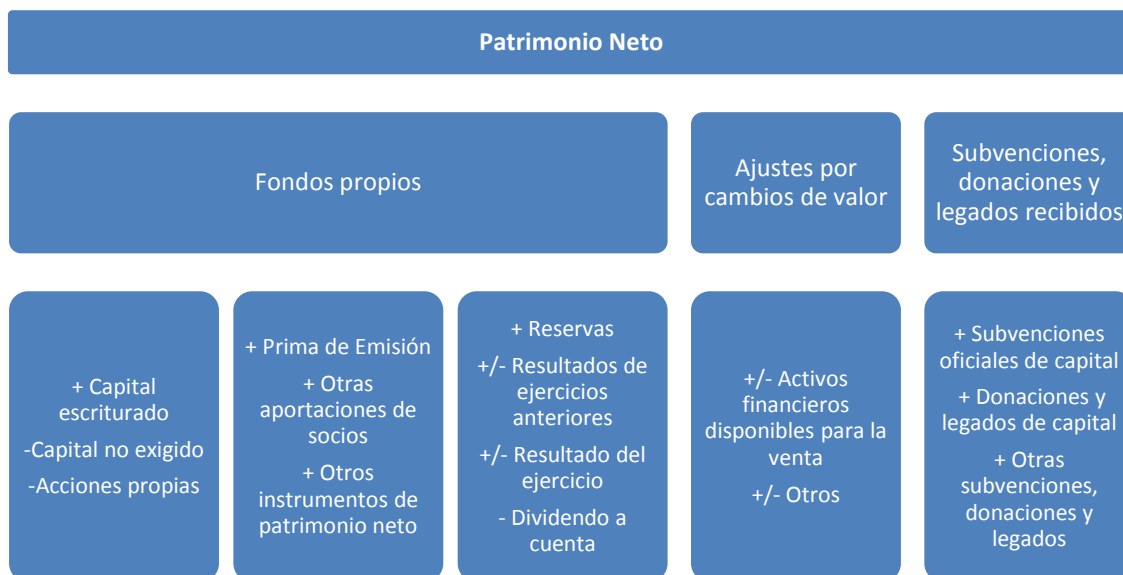 Patrimonio Neto
Fondos propios
Ajustes por
cambios de valor
Subvenciones,
donaciones y
legados recibidos
+ Capital
escriturado
-Capital no exigido
-Acciones propias
+ Prima de Emisión
+ Otras
aportaciones de
socios
+ Otros
instrumentos de
patrimonio neto
+ Reservas
+/- Resultados de
ejercicios
anteriores
+/- Resultado del
ejercicio
- Dividendo a
cuenta
+/- Activos
financieros
disponibles para la
venta
+/- Otros
+ Subvenciones
oficiales de capital
+ Donaciones y
legados de capital
+ Otras
subvenciones,
donaciones y
legados